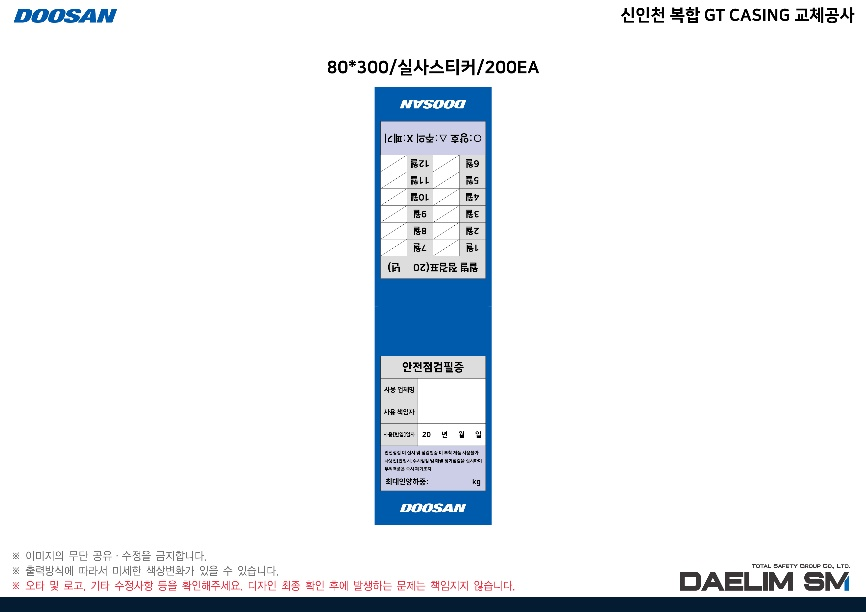 DOOSAN
신인천 복합 GT CASING 교체공사
80*300/실사스티커/200EA
DOOSAN
○:양호 △:주의 X:폐기
6월 12월
5월 11월
4월 10월
3월 9월
2월 8월
1월 7월
월별 점검표(20 년)
안전점검필증
사용 업체명
사용 책임자
20 년 월 일
최대인양하중: kg
DOOSAN
※ 이미지의 무단 공유 · 수정을 금지합니다.
※ 출력방식에 따라서 미세한 색상변화가 있을 수 있습니다.
※ 오타 및 로고, 기타 수정사항 등을 확인해주세요. 디자인 최종 확인 후에 발생하는 문제는 책임지지 않습니다.
TOTAL SAFETY GROUP CO., LTD.
DAELIM SM